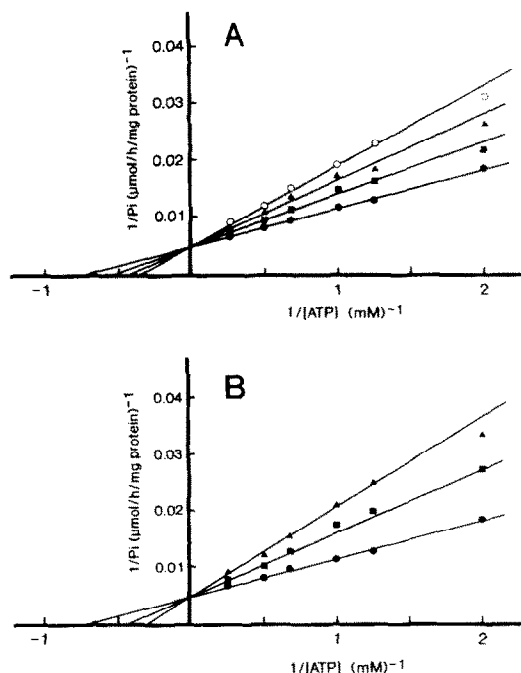 A
0.04
0.03
0.02
0.01
1/Pi (μmol/h/mg protein)⁻¹
-1
0
1
2
1/[ATP] (mM)⁻¹
B
0.04
0.03
0.02
0.01
1/Pi (μmol/h/mg protein)⁻¹
-1
0
1
2
1/[ATP] (mM)⁻¹